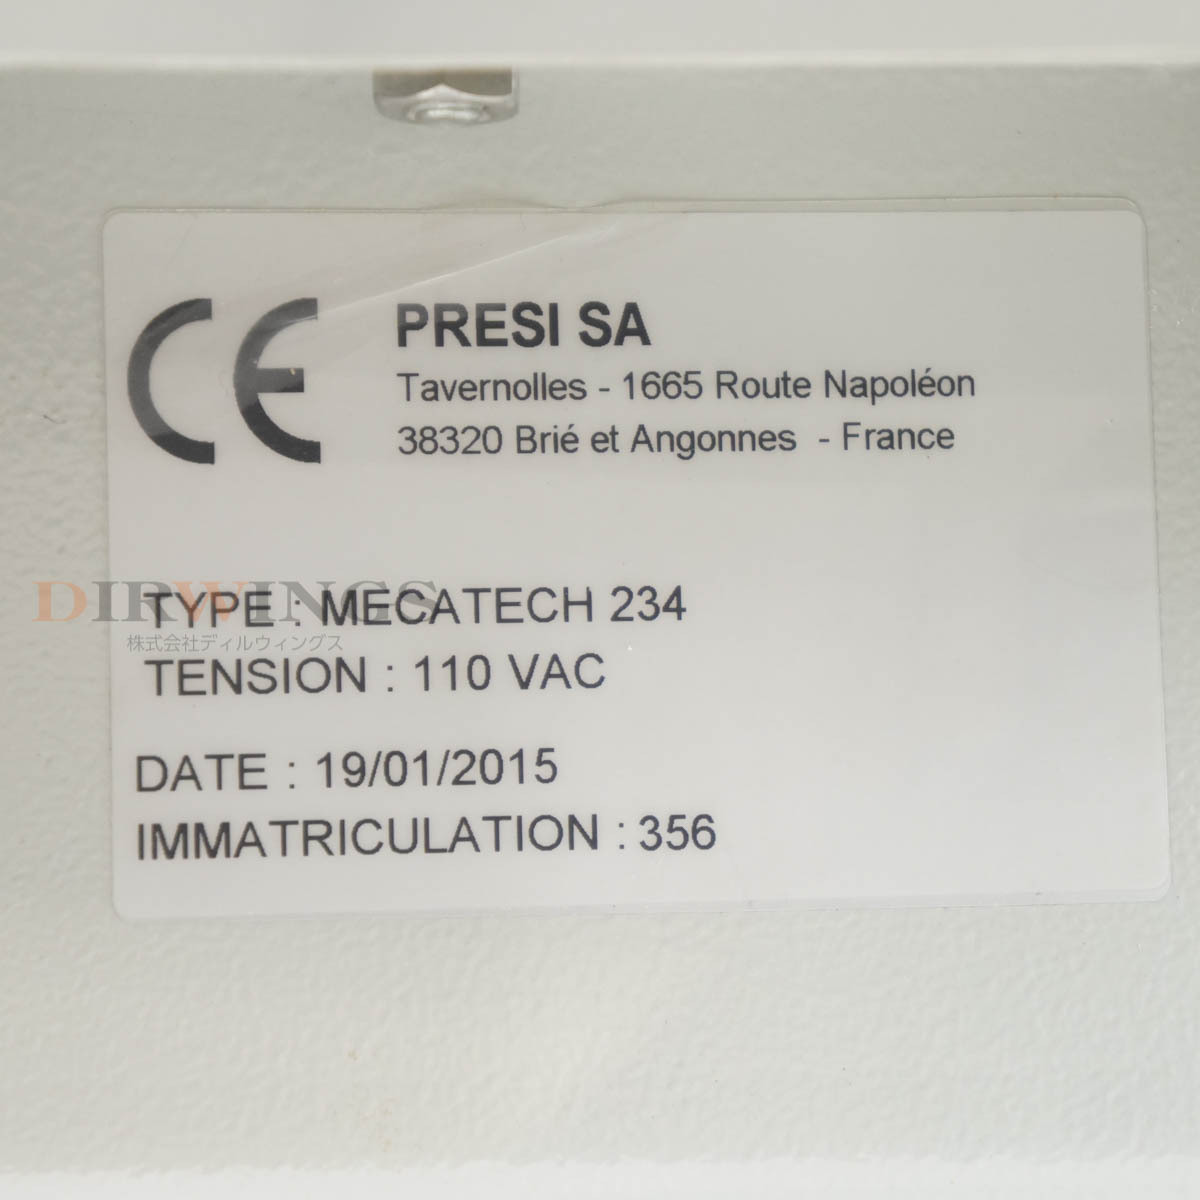 CE PRESI SA
Tavernolles - 1665 Route Napoléon
38320 Brié et Angonnes - France
DIRWINGS
TYPE : MECATECH 234
株式会社ディルウィングス
TENSION : 110 VAC
DATE : 19/01/2015
IMMATRICULATION : 356